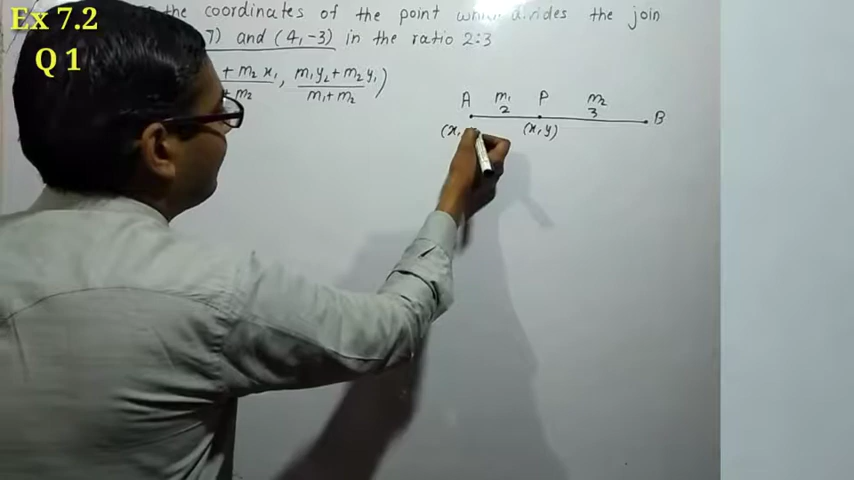 Ex 7.2
Q1
the coordinates of the point which divides the join
7) and (4,-3) in the ratio 2:3
+ m₂ x₁, m₁y₂+m₂y₁)
+ m₂ m₁+m₂
A m₁ P m₂
2 3 B
(x, (x, y)